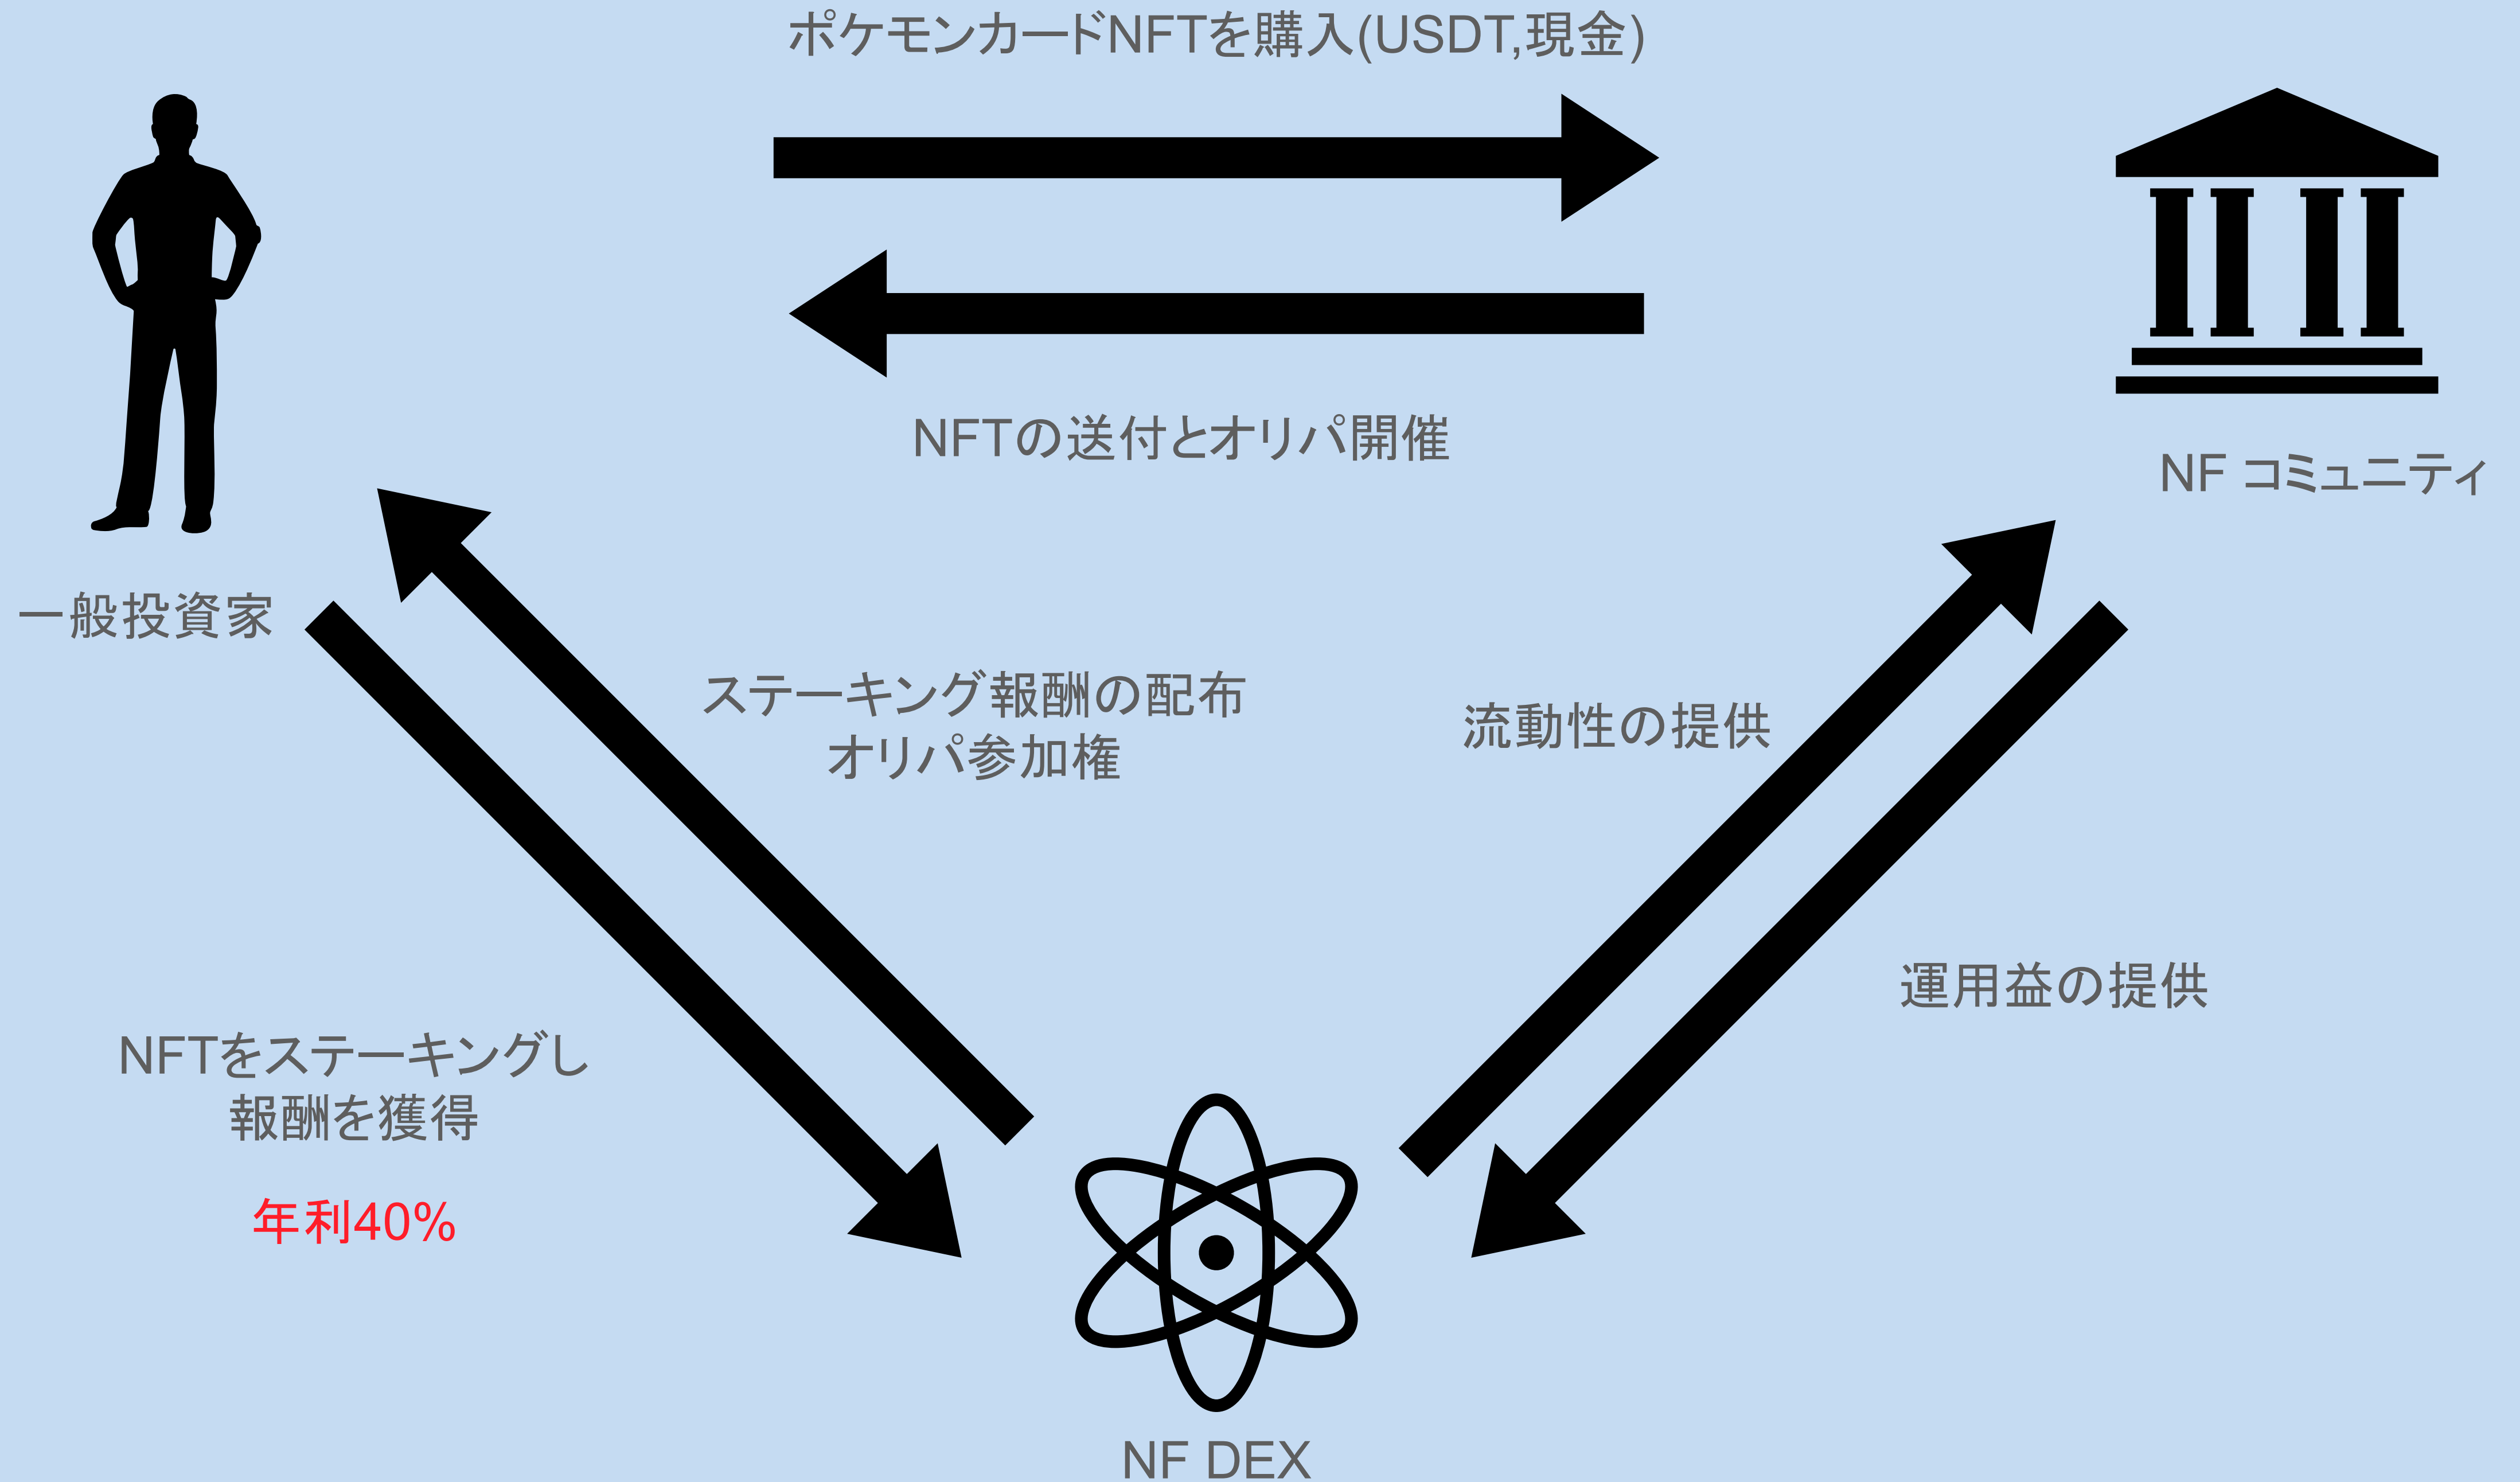 ポケモンカードNFTを購入(USDT,現金)
NFTの送付とオリパ開催
NF コミュニティ
一般投資家
ステーキング報酬の配布
オリパ参加権
流動性の提供
運用益の提供
NFTをステーキングし
報酬を獲得
年利40%
NF DEX